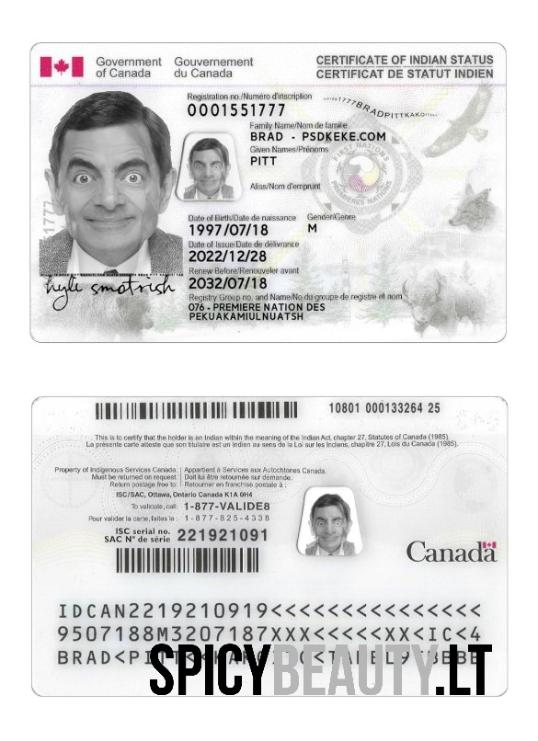 Government of Canada Gouvernement du Canada
CERTIFICATE OF INDIAN STATUS
CERTIFICAT DE STATUT INDIEN
Registration no./Numéro d'inscription
0001551777
1777BRADPITTKAKO
Family Name/Nom de famille
BRAD - PSDKEKE.COM
Given Names/Prénoms
PITT
Alias/Nom d'emprunt
FIRST NATIONS
PREMIÈRES NATIONS
Date of Birth/Date de naissance Gender/Genre
1997/07/18 M
Date of Issue/Date de délivrance
2022/12/28
Renew Before/Renouveler avant
2032/07/18
Registry Group no. and Name/No du groupe de registre et nom
076 - PREMIERE NATION DES
PEKUAKAMIULNUATSH
kyle smotrish
10801 000133264 25
This is to certify that the holder is an Indian within the meaning of the Indian Act, chapter 27, Statutes of Canada (1985).
La présente carte atteste que son titulaire est un Indien au sens de la Loi sur les Indiens, chapitre 27, Lois du Canada (1985).
Property of Indigenous Services Canada. Appartient à Services aux Autochtones Canada.
Must be returned on request. Doit lui être retournée sur demande.
Return postage free to: Retourner en franchise postale à :
ISC/SAC, Ottawa, Ontario Canada K1A 0H4
To validate, call: 1-877-VALIDE8
Pour valider la carte, faites le : 1-877-825-4338
ISC serial no.
SAC N° de série 221921091
Canada
IDCAN2219210919<<<<<<<<<<<<<<<
9507188M3207187XXX<<<<<XX<IC<4
SPICYBEAUTY.LT